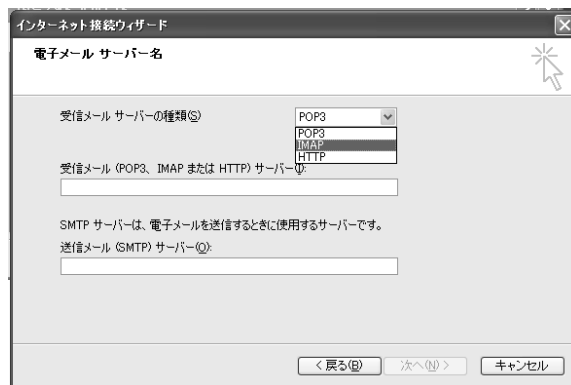 インターネット接続ウィザード
電子メール サーバー名
受信メール サーバーの種類(S)
POP3
POP3
IMAP
HTTP
受信メール (POP3、IMAP または HTTP) サーバー(I):
SMTP サーバーは、電子メールを送信するときに使用するサーバーです。
送信メール (SMTP) サーバー(O):
< 戻る(B)
次へ(N) >
キャンセル